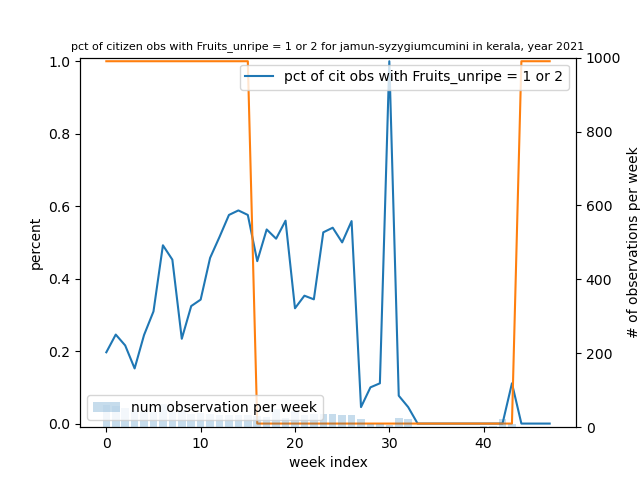 pct of citizen obs with Fruits_unripe = 1 or 2 for jamun-syzygiumcumini in kerala, year 2021
pct of cit obs with Fruits_unripe = 1 or 2
num observation per week
percent
1.0
0.8
0.6
0.4
0.2
0.0
0
10
20
30
40
week index
1000
800
600
400
200
0
# of observations per week